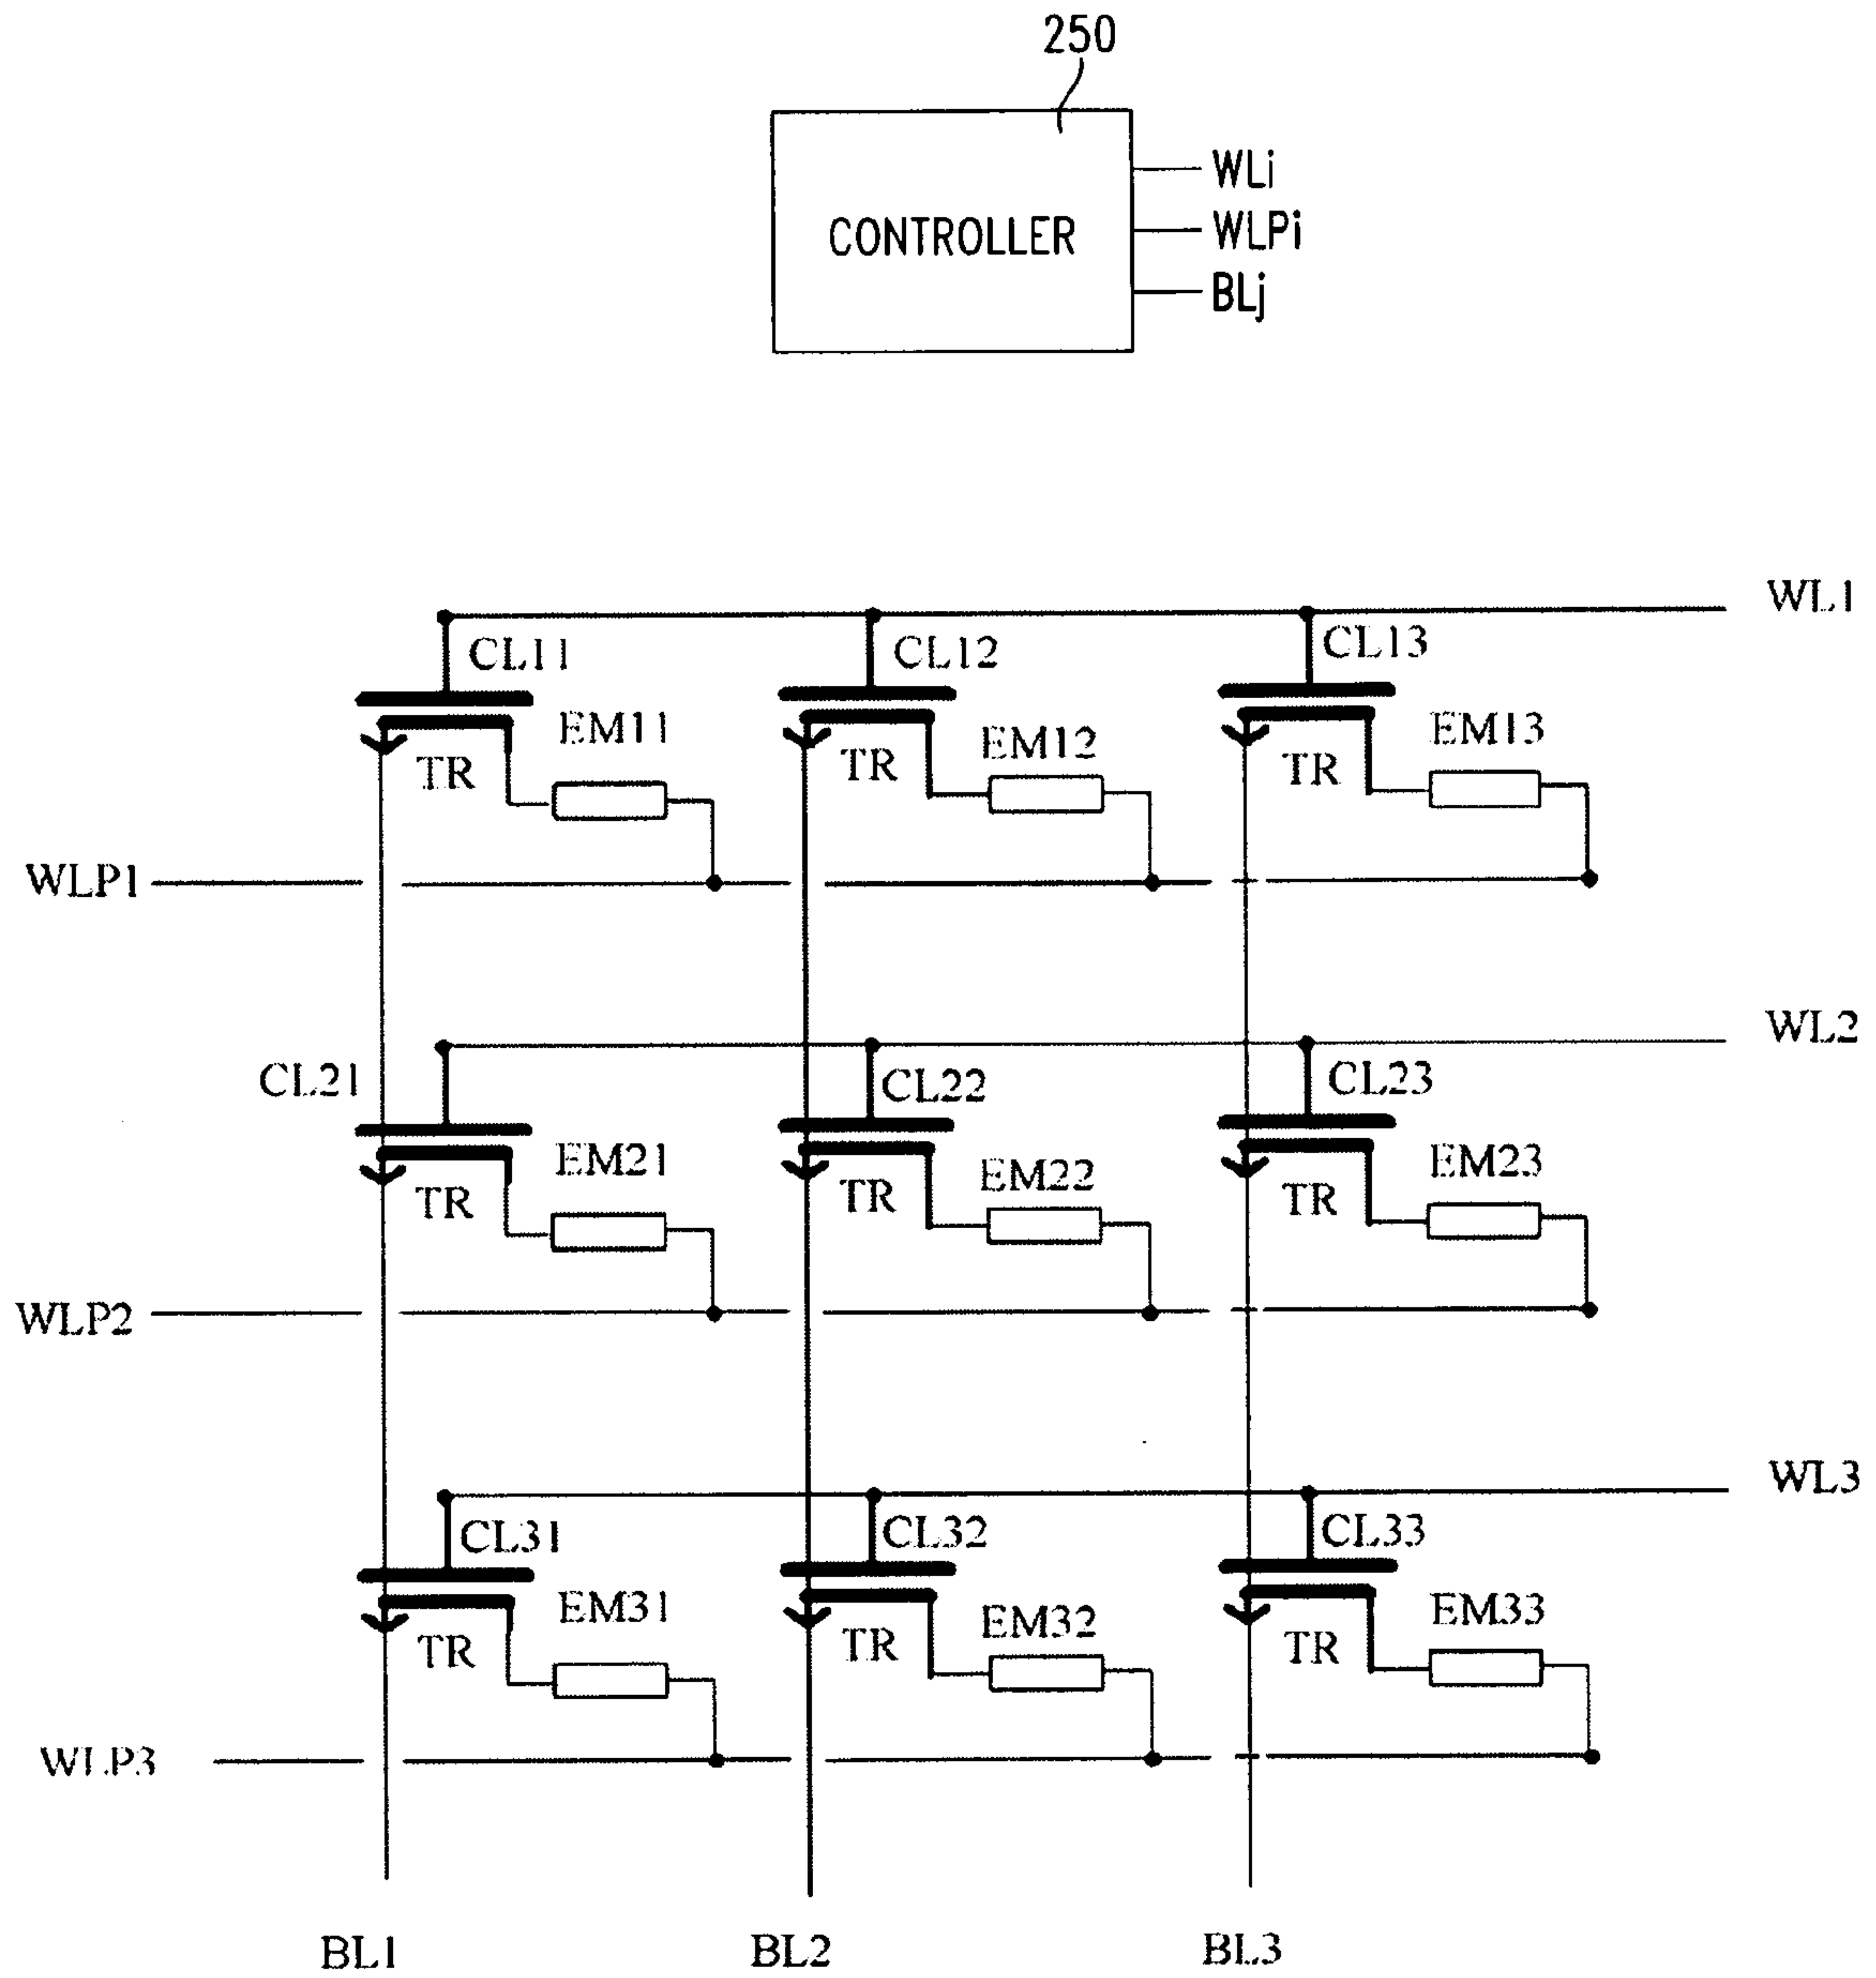 250
CONTROLLER
WLi
WLPi
BLj
WL1
CL11
CL12
CL13
EM11
EM12
EM13
TR
TR
TR
WLP1
WL2
CL21
CL22
CL23
EM21
EM22
EM23
TR
TR
TR
WLP2
WL3
CL31
CL32
CL33
EM31
EM32
EM33
TR
TR
TR
WLP3
BL1
BL2
BL3